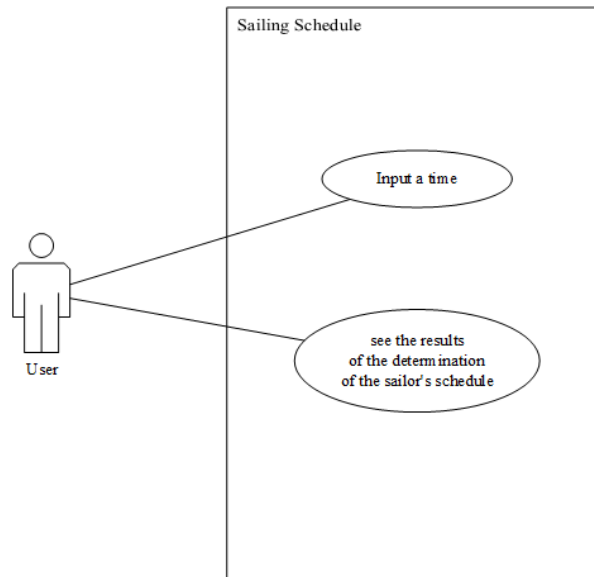 Sailing Schedule
Input a time
see the results
of the determination
of the sailor's schedule
User